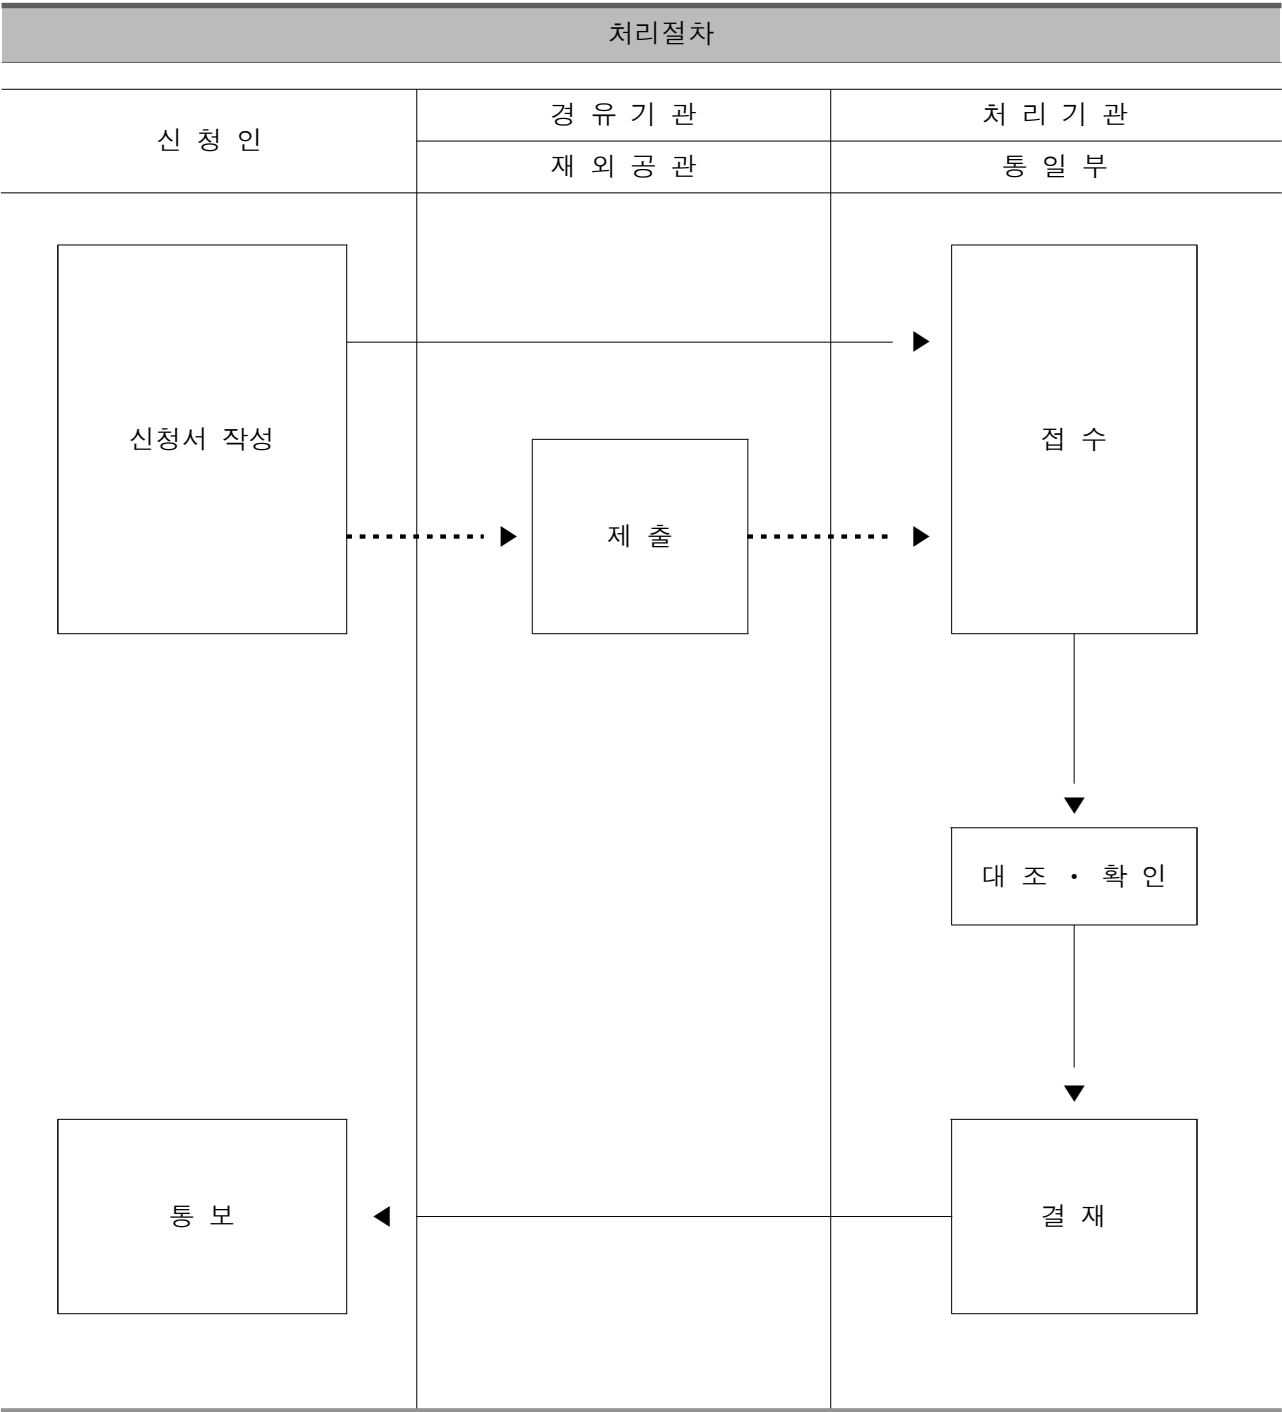 처리절차
신 청 인
경 유 기 관
처 리 기 관
재 외 공 관
통 일 부
신청서 작성
제 출
접 수
대 조 · 확 인
통 보
결 재